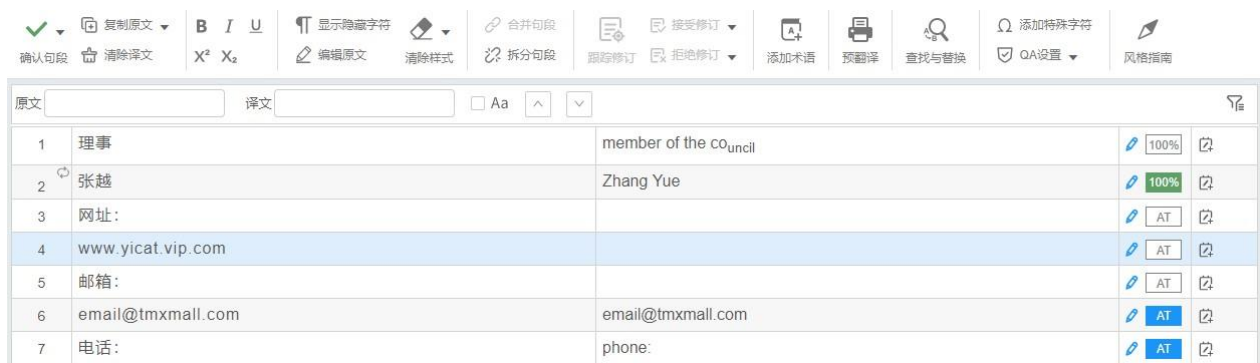 确认句段 复制原文 B I U 显示隐藏字符 清除样式 合并句段 跟踪修订 接受修订 添加术语 预翻译 查找与替换 Ω 添加特殊字符 风格指南
清除译文 X² X₂ 编辑原文 拆分句段 拒绝修订 QA设置
原文 译文 Aa
1 理事 member of the council 100%
2 张越 Zhang Yue 100%
3 网址： AT
4 www.yicat.vip.com AT
5 邮箱： AT
6 email@tmxmall.com email@tmxmall.com AT
7 电话： phone: AT